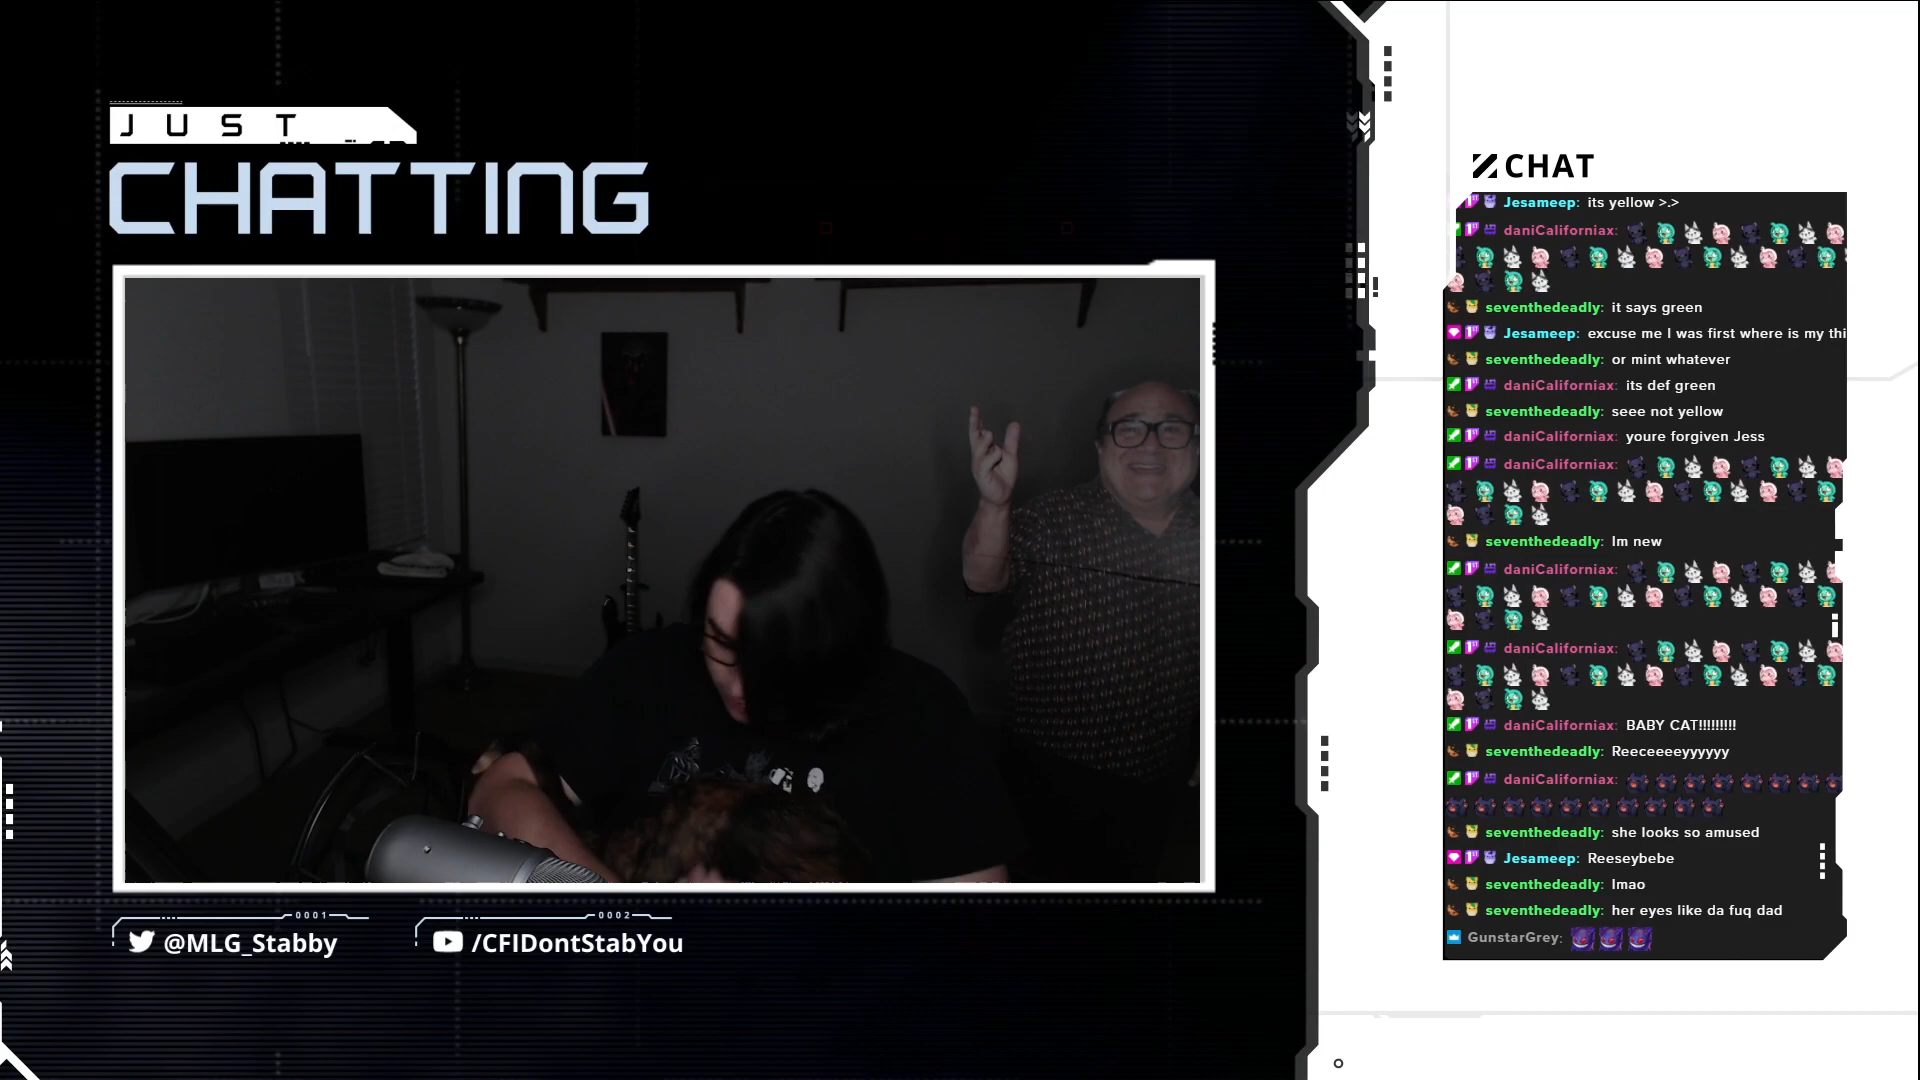 JUST
CHATTING
CHAT
Jesameep: its yellow >.>
daniCaliforniax:
seventhedeadly: it says green
Jesameep: excuse me I was first where is my thi
seventhedeadly: or mint whatever
daniCaliforniax: its def green
seventhedeadly: seee not yellow
daniCaliforniax: youre forgiven Jess
daniCaliforniax:
seventhedeadly: Im new
daniCaliforniax:
daniCaliforniax:
daniCaliforniax: BABY CAT!!!!!!!!!
seventhedeadly: Reeceeeeyyyyyy
daniCaliforniax:
seventhedeadly: she looks so amused
Jesameep: Reeseybebe
seventhedeadly: lmao
seventhedeadly: her eyes like da fuq dad
GunstarGrey:
0001
@MLG_Stabby
0002
/CFIDontStabYou